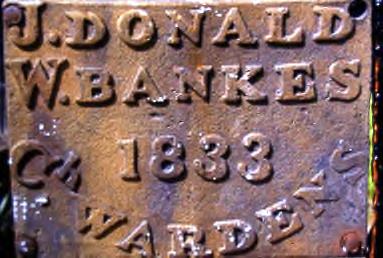 J. DONALD
W. BANKES
1833
Ch WARDENS